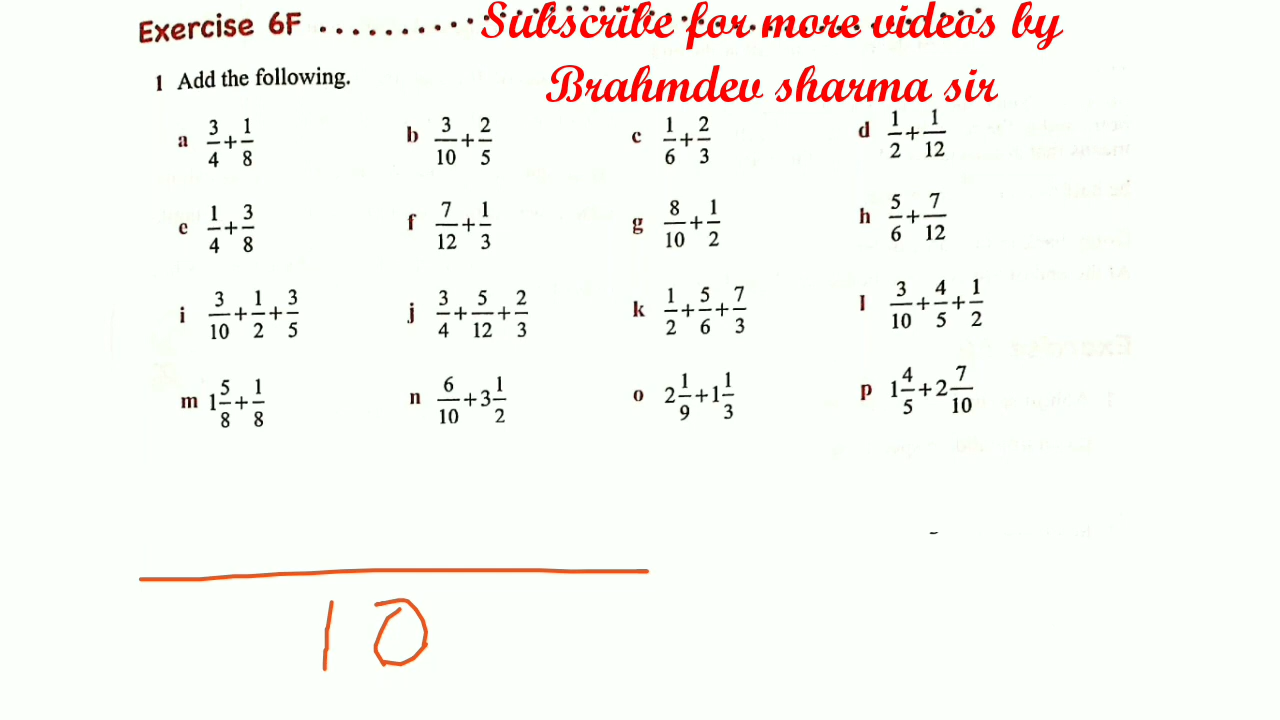 Exercise 6F ..............................
Subscribe for more videos by
Brahmdev sharma sir
1 Add the following.
a 3/4 + 1/8 b 3/10 + 2/5 c 1/6 + 2/3 d 1/2 + 1/12
e 1/4 + 3/8 f 7/12 + 1/3 g 8/10 + 1/2 h 5/6 + 7/12
i 3/10 + 1/2 + 3/5 j 3/4 + 5/12 + 2/3 k 1/2 + 5/6 + 7/3 l 3/10 + 4/5 + 1/2
m 1 5/8 + 1/8 n 6/10 + 3 1/2 o 2 1/9 + 1 1/3 p 1 4/5 + 2 7/10
10